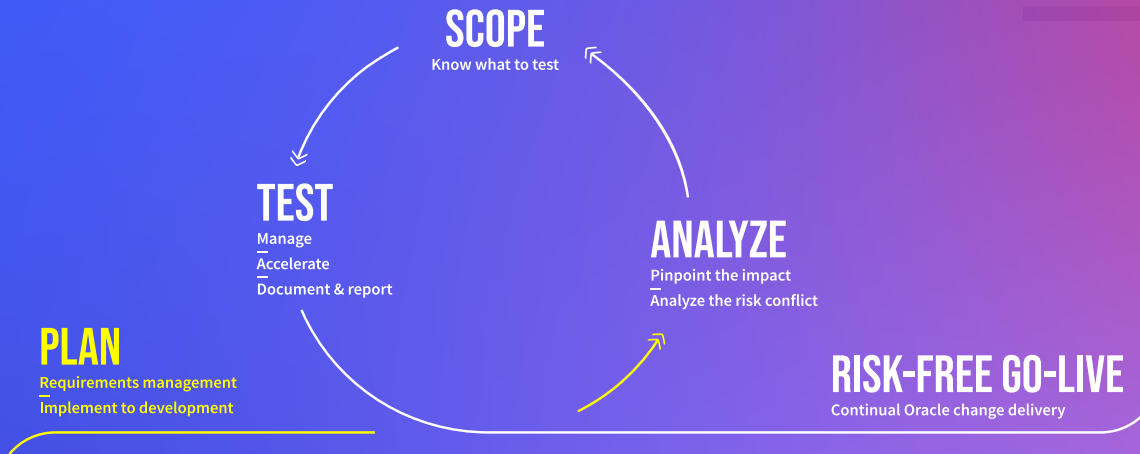 SCOPE
Know what to test
TEST
Manage
Accelerate
Document & report
ANALYZE
Pinpoint the impact
Analyze the risk conflict
PLAN
Requirements management
Implement to development
RISK-FREE GO-LIVE
Continual Oracle change delivery